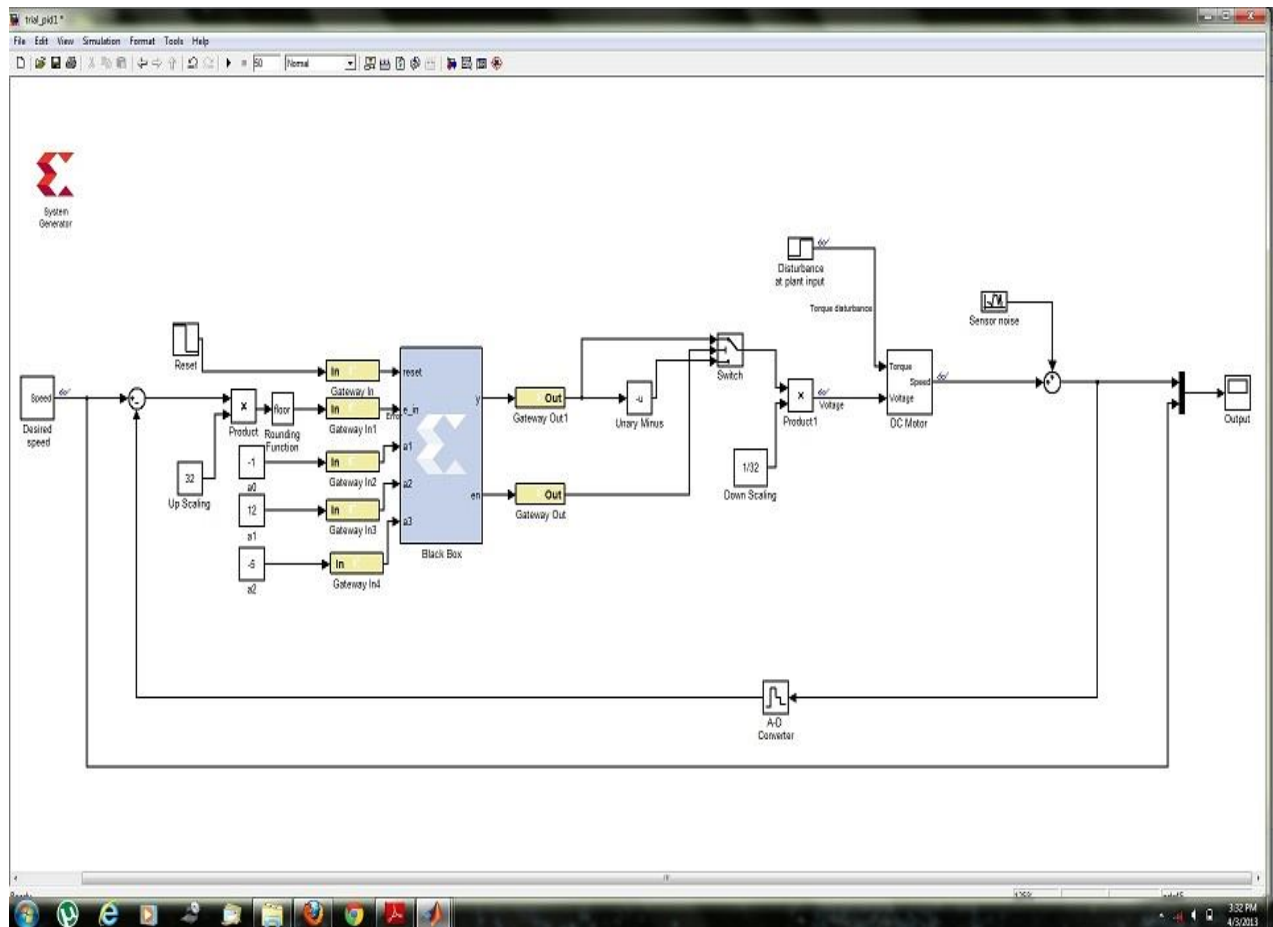 trial_pid1 *
File Edit View Simulation Format Tools Help
50 Normal
System
Generator
Disturbance
at plant input
Torque disturbance
Sensor noise
Reset
In
Gateway In
reset
Speed
Desired
speed
x
Product
floor
Rounding
Function
In
Gateway In1
e_in
32
Up Scaling
-1
a0
In
Gateway In2
a1
12
a1
In
Gateway In3
a2
-5
a2
In
Gateway In4
a3
y
en
Black Box
Out
Gateway Out1
-u
Unary Minus
Out
Gateway Out
Switch
x
Product1
Voltage
1/32
Down Scaling
Torque
Speed
Voltage
DC Motor
Output
A-D
Converter
3:32 PM
4/3/2013